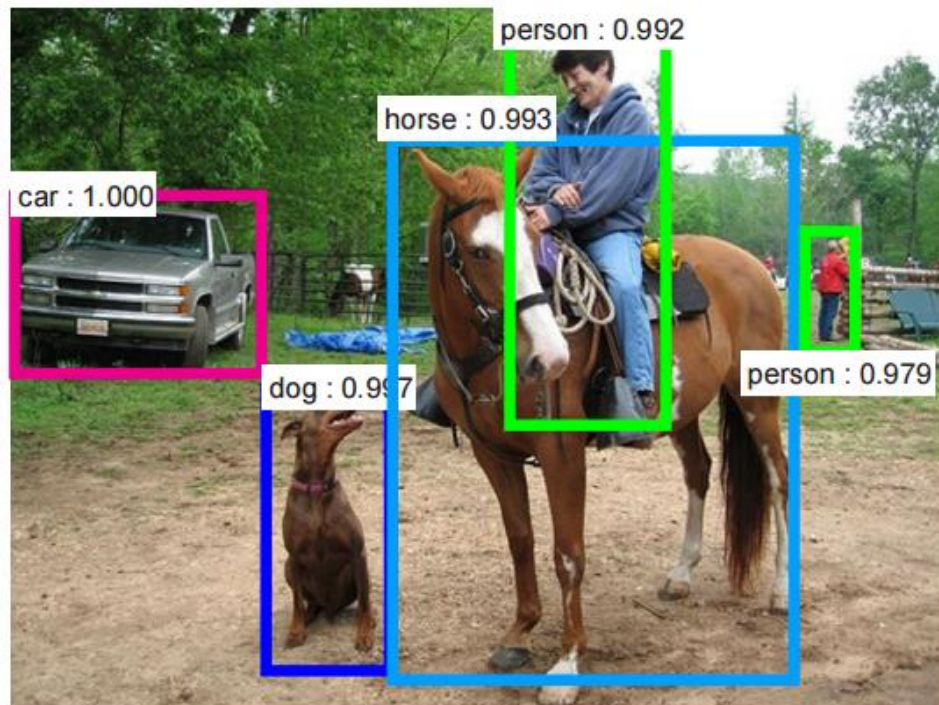 person : 0.992
horse : 0.993
car : 1.000
person : 0.979
dog : 0.997